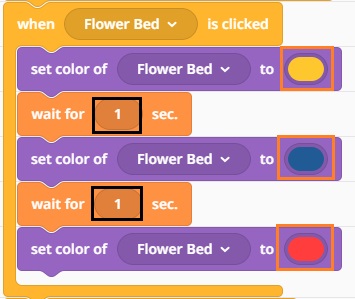 when Flower Bed is clicked
set color of Flower Bed to
wait for 1 sec.
set color of Flower Bed to
wait for 1 sec.
set color of Flower Bed to